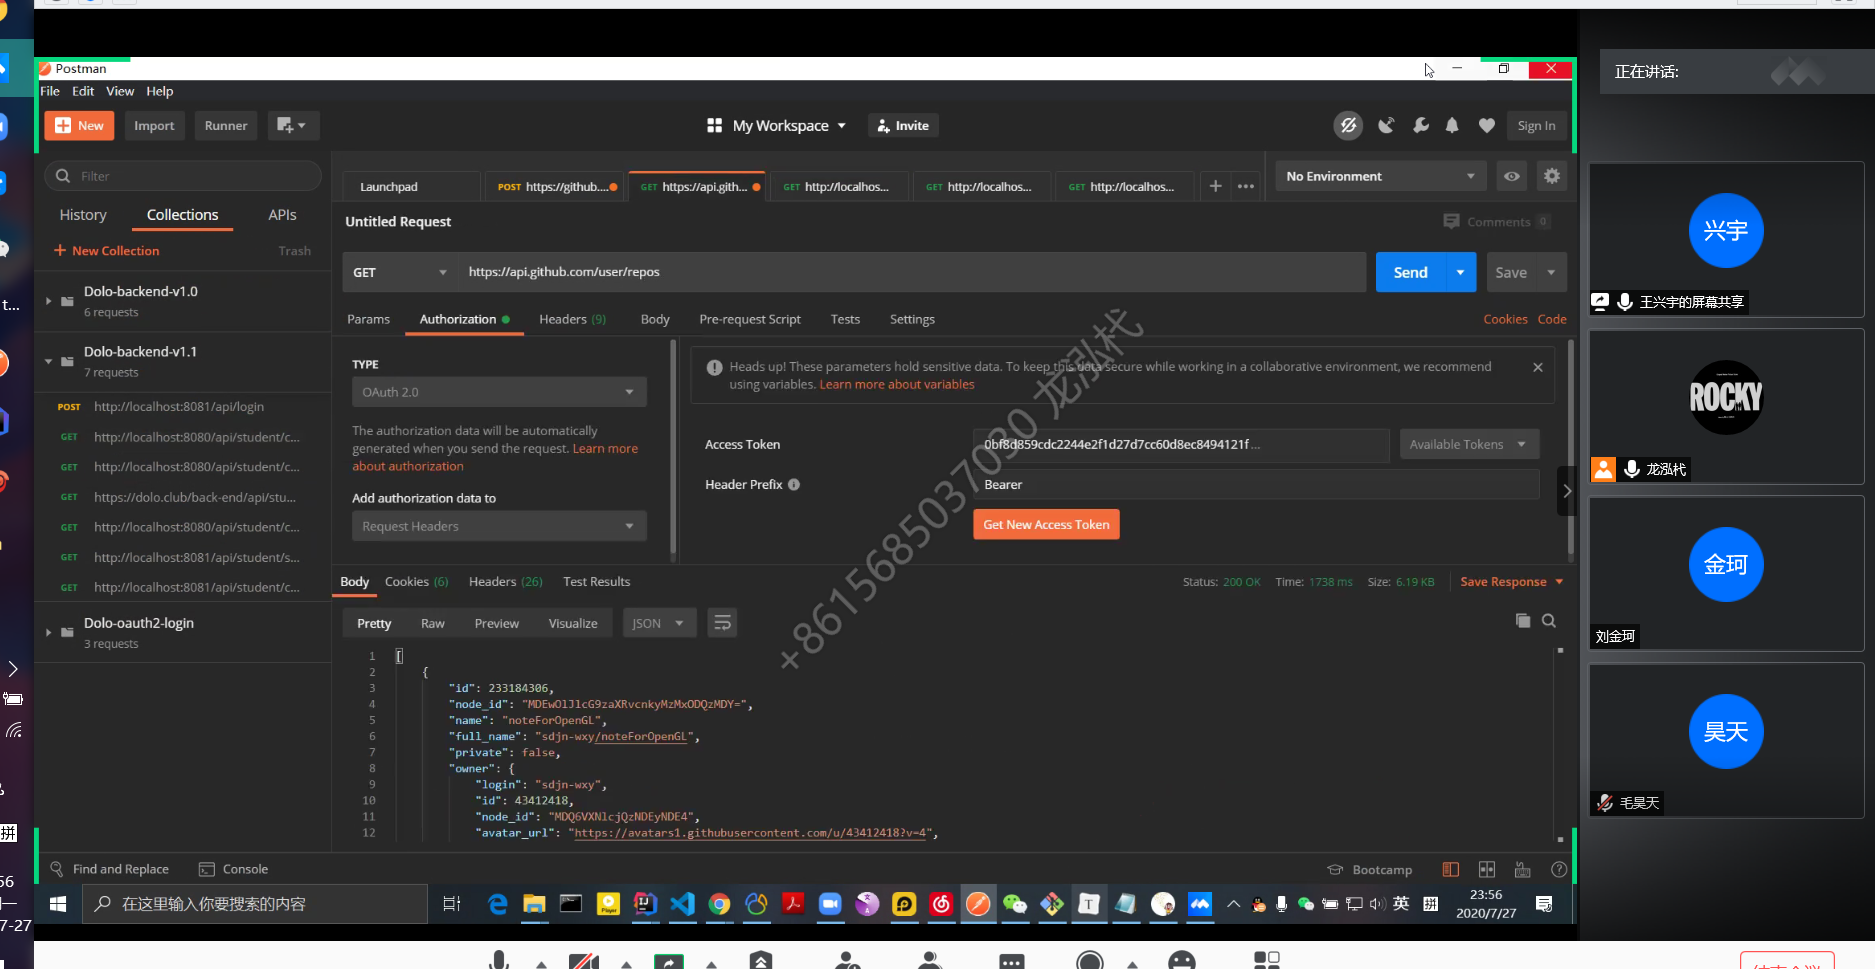 Postman
File Edit View Help
New Import Runner My Workspace Invite Sign In
正在讲话:
Filter
Launchpad POST https://github.... GET https://api.gith... GET http://localhos... GET http://localhos... GET http://localhos... No Environment
History Collections APIs
Untitled Request Comments 0
New Collection Trash
GET https://api.github.com/user/repos Send Save
Dolo-backend-v1.0
6 requests
Params Authorization Headers (9) Body Pre-request Script Tests Settings Cookies Code
Dolo-backend-v1.1
7 requests
POST http://localhost:8081/api/login
GET http://localhost:8080/api/student/c...
GET http://localhost:8080/api/student/c...
GET https://dolo.club/back-end/api/stu...
GET http://localhost:8080/api/student/c...
GET http://localhost:8081/api/student/s...
GET http://localhost:8081/api/student/c...
Dolo-oauth2-login
3 requests
TYPE
OAuth 2.0
The authorization data will be automatically
generated when you send the request. Learn more
about authorization
Add authorization data to
Request Headers
Heads up! These parameters hold sensitive data. To keep this data secure while working in a collaborative environment, we recommend
using variables. Learn more about variables
Access Token 0bf8d859cdc2244e2f1d27d7cc60d8ec8494121f ... Available Tokens
Header Prefix Bearer
Get New Access Token
+8615685037030 龙泓杙
Body Cookies (6) Headers (26) Test Results Status: 200 OK Time: 1738 ms Size: 6.19 KB Save Response
Pretty Raw Preview Visualize JSON
1 [
2 {
3 "id": 233184306,
4 "node_id": "MDEwOlJlcG9zaXRvcnkyMzMxODQzMDY=",
5 "name": "noteForOpenGL",
6 "full_name": "sdjn-wxy/noteForOpenGL",
7 "private": false,
8 "owner": {
9 "login": "sdjn-wxy",
10 "id": 43412418,
11 "node_id": "MDQ6VXNlcjQzNDEyNDE4",
12 "avatar_url": "https://avatars1.githubusercontent.com/u/43412418?v=4",
Find and Replace Console Bootcamp
在这里输入你要搜索的内容
英 拼
23:56
2020/7/27
兴宇
王兴宇的屏幕共享
ROCKY
龙泓杙
金珂
刘金珂
昊天
毛昊天
t...
拼
56
7-27